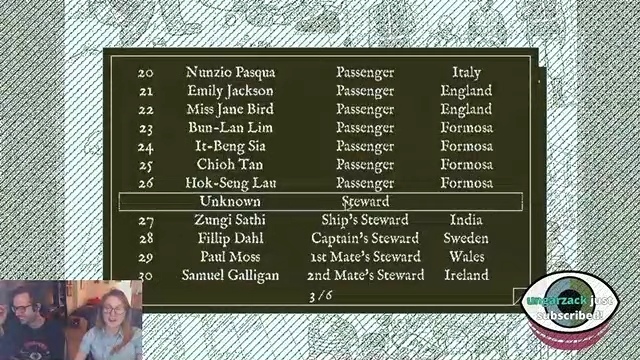 20 Nunzio Pasqua Passenger Italy
21 Emily Jackson Passenger England
22 Miss Jane Bird Passenger England
23 Bun-Lan Lim Passenger Formosa
24 It-Beng Sia Passenger Formosa
25 Chioh Tan Passenger Formosa
26 Hok-Seng Lau Passenger Formosa
Unknown Steward
27 Zungi Sathi Ship's Steward India
28 Fillip Dahl Captain's Steward Sweden
29 Paul Moss 1st Mate's Steward Wales
30 Samuel Galligan 2nd Mate's Steward Ireland
3/6
ungarzack just
subscribed!